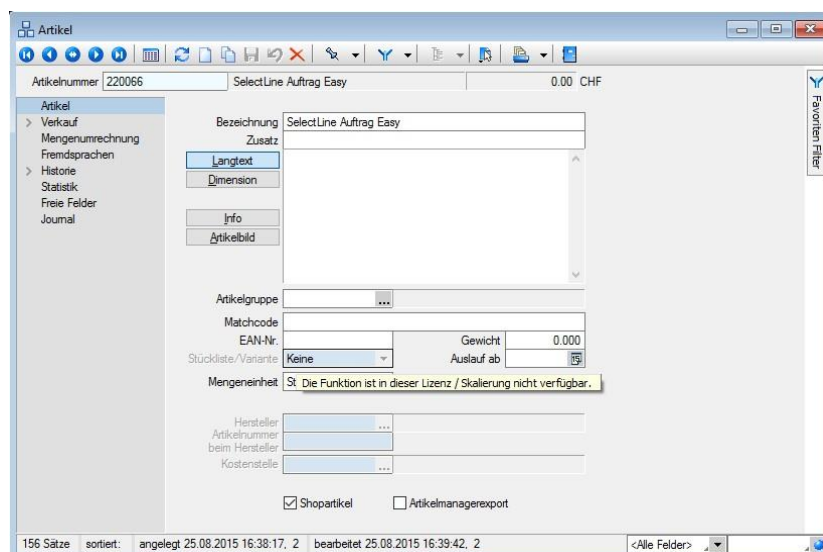 Artikel
Artikelnummer 220066 SelectLine Auftrag Easy 0.00 CHF
Favoriten Filter
Artikel
Verkauf
Mengenumrechnung
Fremdsprachen
Historie
Statistik
Freie Felder
Journal
Bezeichnung SelectLine Auftrag Easy
Zusatz
Langtext
Dimension
Info
Artikelbild
Artikelgruppe ...
Matchcode
EAN-Nr. Gewicht 0.000
Stückliste/Variante Keine Auslauf ab 15
Mengeneinheit St
Die Funktion ist in dieser Lizenz / Skalierung nicht verfügbar.
Hersteller ...
Artikelnummer
beim Hersteller
Kostenstelle ...
Shopartikel Artikelmanagerexport
156 Sätze sortiert: angelegt 25.08.2015 16:38:17, 2 bearbeitet 25.08.2015 16:39:42, 2 <Alle Felder>